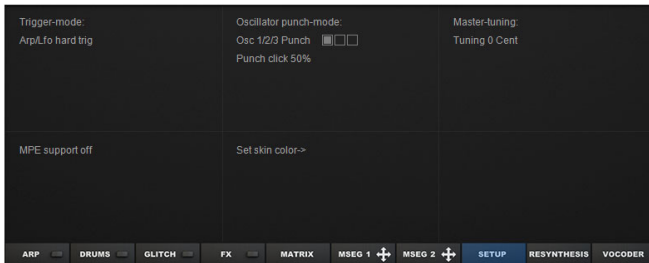 Trigger-mode:
Arp/Lfo hard trig
Oscillator punch-mode:
Osc 1/2/3 Punch
Punch click 50%
Master-tuning:
Tuning 0 Cent
MPE support off
Set skin color->
ARP DRUMS GLITCH FX MATRIX MSEG 1 MSEG 2 SETUP RESYNTHESIS VOCODER